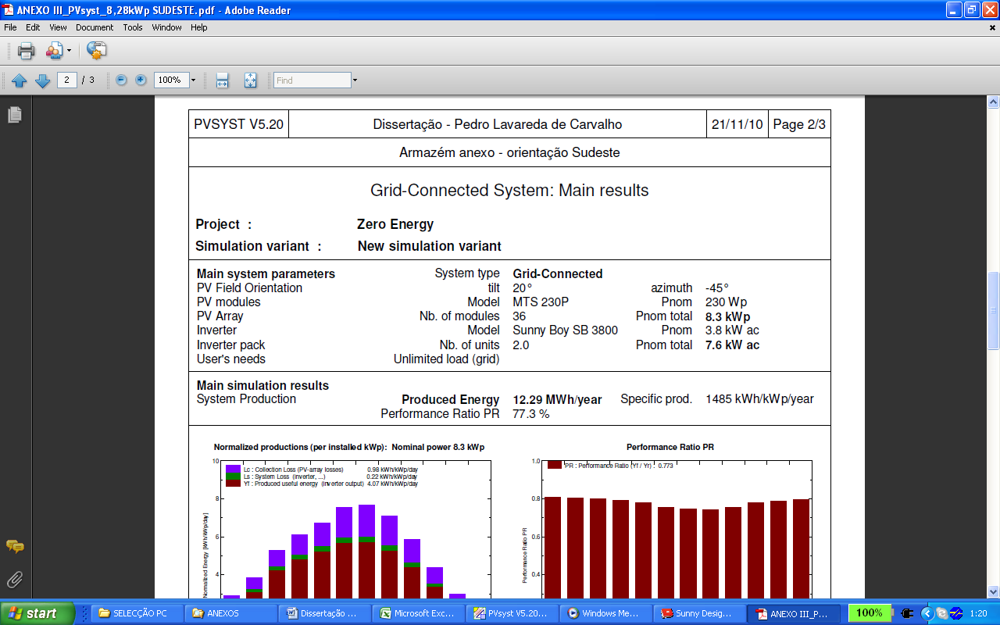 ANEXO III_PVsyst_8,28kWp SUDESTE.pdf - Adobe Reader
File Edit View Document Tools Window Help
2 / 3 100% Find
PVSYST V5.20 Dissertação - Pedro Lavareda de Carvalho 21/11/10 Page 2/3
Armazém anexo - orientação Sudeste
Grid-Connected System: Main results
Project : Zero Energy
Simulation variant : New simulation variant
Main system parameters System type Grid-Connected
PV Field Orientation tilt 20° azimuth -45°
PV modules Model MTS 230P Pnom 230 Wp
PV Array Nb. of modules 36 Pnom total 8.3 kWp
Inverter Model Sunny Boy SB 3800 Pnom 3.8 kW ac
Inverter pack Nb. of units 2.0 Pnom total 7.6 kW ac
User's needs Unlimited load (grid)
Main simulation results
System Production Produced Energy 12.29 MWh/year Specific prod. 1485 kWh/kWp/year
Performance Ratio PR 77.3 %
Normalized productions (per installed kWp): Nominal power 8.3 kWp
10
Lc : Collection Loss (PV-array losses) 0.98 kWh/kWp/day
Ls : System Loss (inverter, ...) 0.22 kWh/kWp/day
Yf : Produced useful energy (inverter output) 4.07 kWh/kWp/day
8
6
4
Normalized Energy [kWh/kWp/day]
Performance Ratio PR
1.0
PR : Performance Ratio (Yf / Yr) : 0.773
0.8
0.6
0.4
Performance Ratio PR
start SELECÇÃO PC ANEXOS Dissertação ... Microsoft Exc... PVsyst V5.20... Windows Me... Sunny Desig... ANEXO III_P... 100% 1:20